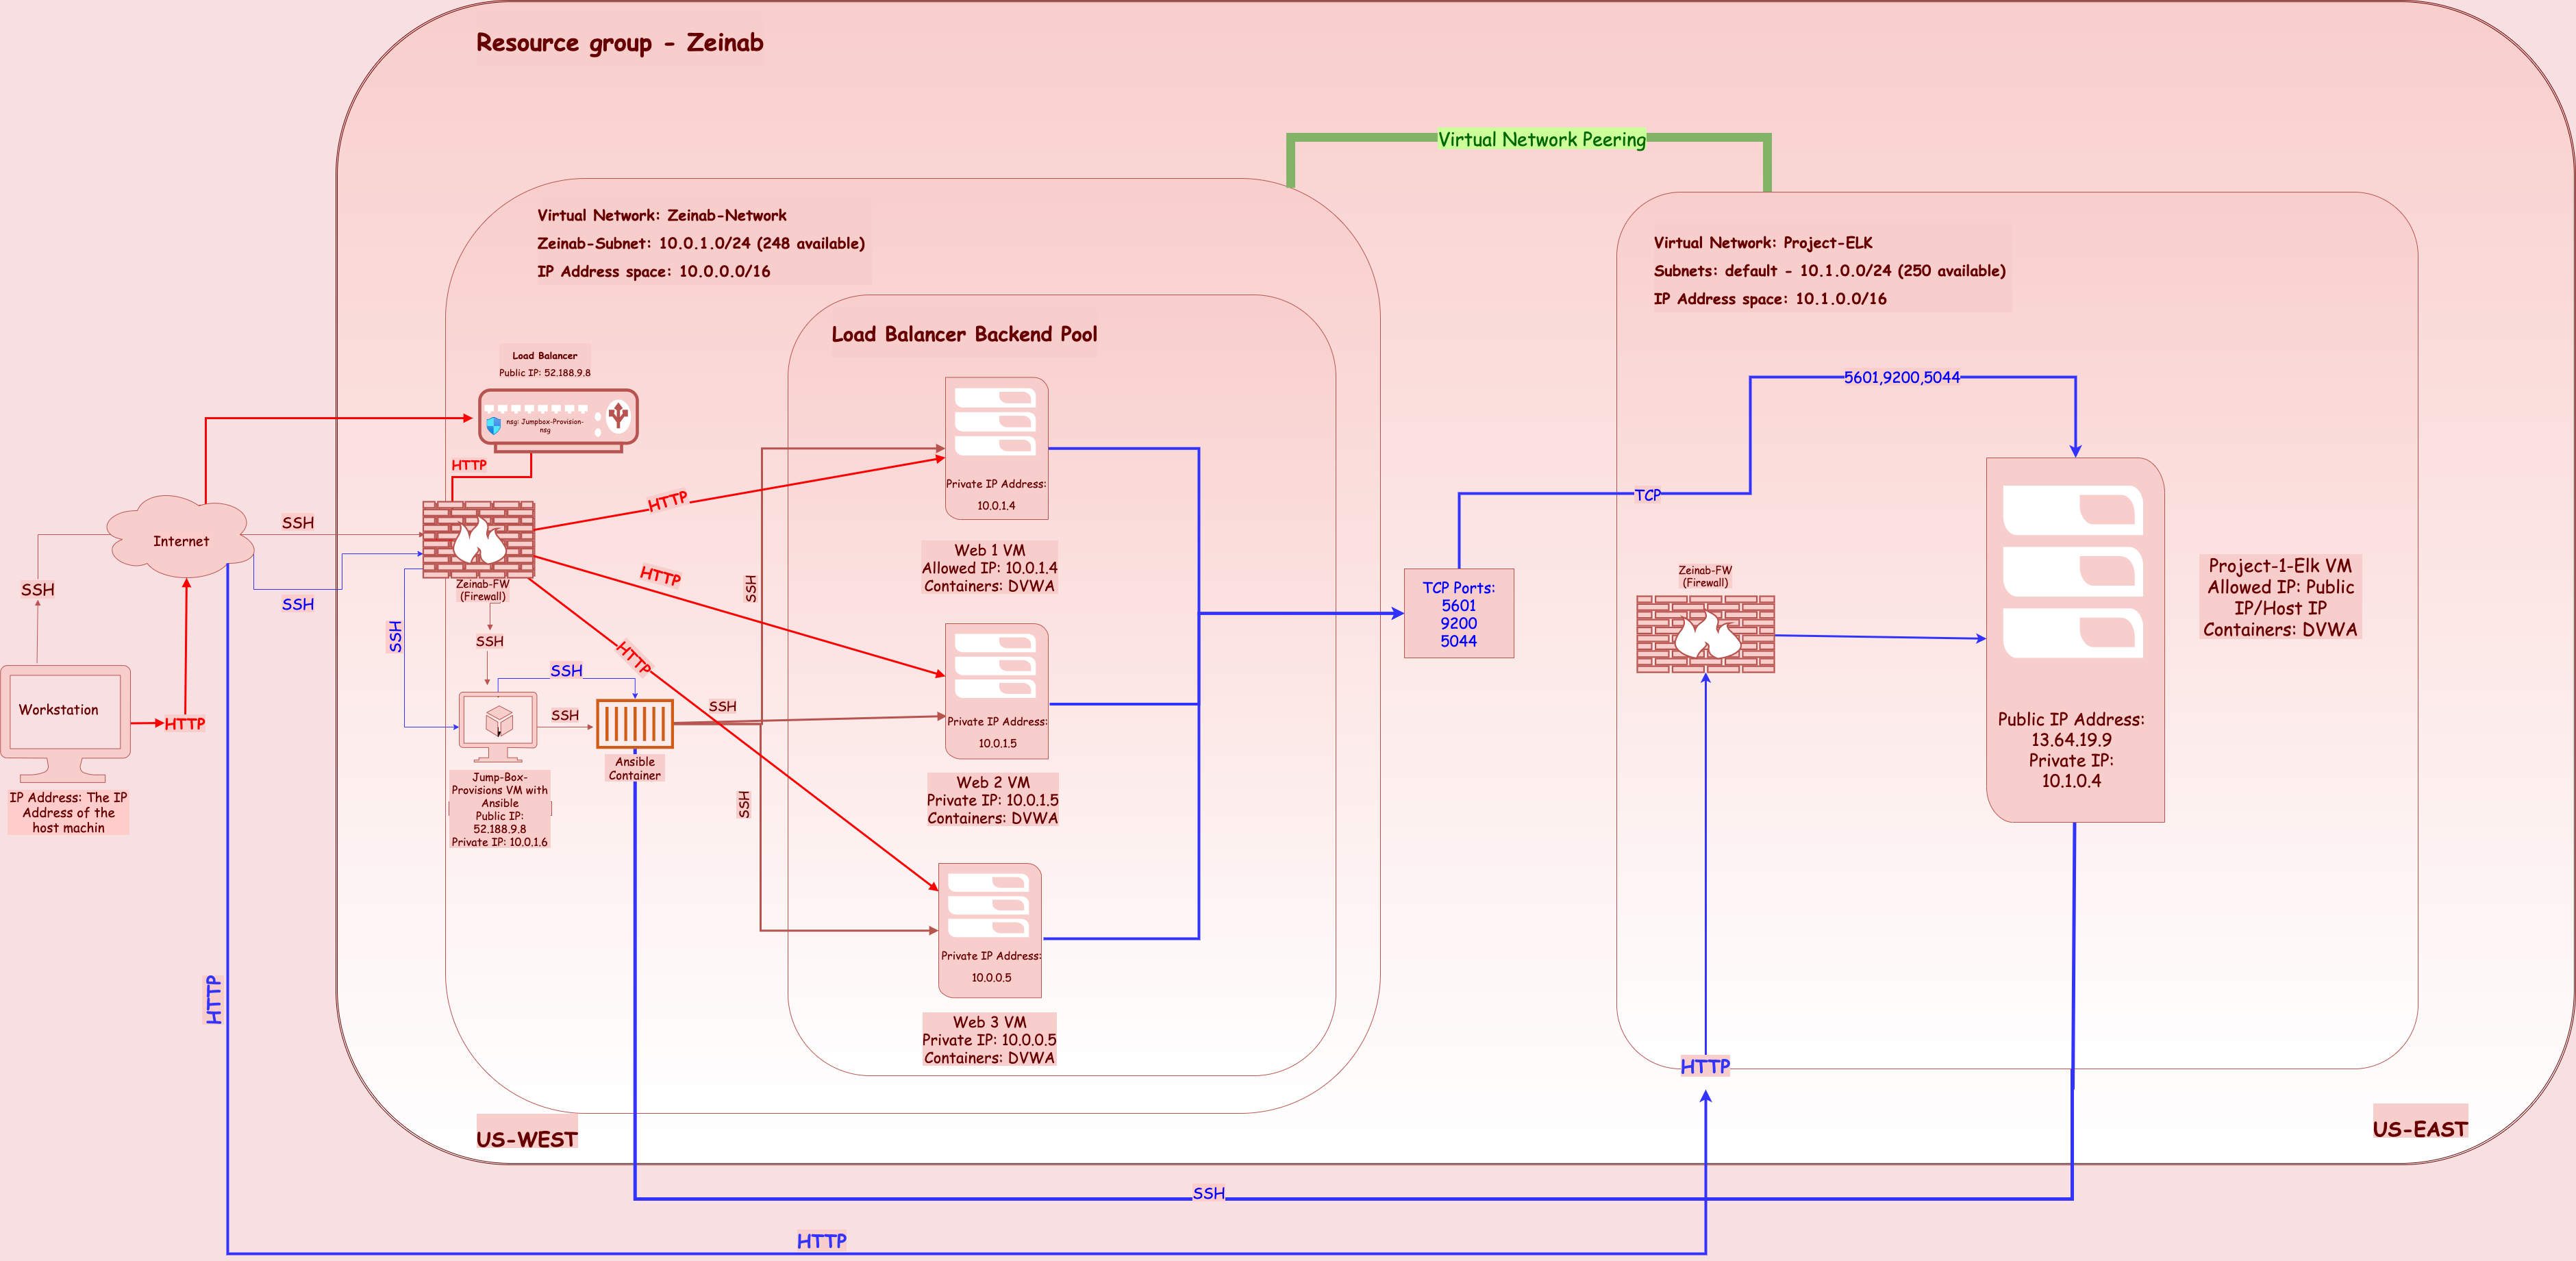 Resource group - Zeinab
Virtual Network Peering
Virtual Network: Zeinab-Network
Zeinab-Subnet: 10.0.1.0/24 (248 available)
IP Address space: 10.0.0.0/16
Virtual Network: Project-ELK
Subnets: default - 10.1.0.0/24 (250 available)
IP Address space: 10.1.0.0/16
Load Balancer Backend Pool
Load Balancer
Public IP: 52.188.9.8
nsg: Jumpbox-Provision-
nsg
HTTP
Internet
SSH
SSH
SSH
Zeinab-FW
(Firewall)
SSH
SSH
SSH
SSH
Workstation
HTTP
IP Address: The IP
Address of the
host machin
Jump-Box-
Provisions VM with
Ansible
Public IP:
52.188.9.8
Private IP: 10.0.1.6
Ansible
Container
HTTP
HTTP
HTTP
SSH
SSH
SSH
Private IP Address:
10.0.1.4
Web 1 VM
Allowed IP: 10.0.1.4
Containers: DVWA
Private IP Address:
10.0.1.5
Web 2 VM
Private IP: 10.0.1.5
Containers: DVWA
Private IP Address:
10.0.0.5
Web 3 VM
Private IP: 10.0.0.5
Containers: DVWA
TCP Ports:
5601
9200
5044
TCP
5601,9200,5044
Zeinab-FW
(Firewall)
Public IP Address:
13.64.19.9
Private IP:
10.1.0.4
Project-1-Elk VM
Allowed IP: Public
IP/Host IP
Containers: DVWA
HTTP
HTTP
US-WEST
US-EAST
SSH
HTTP